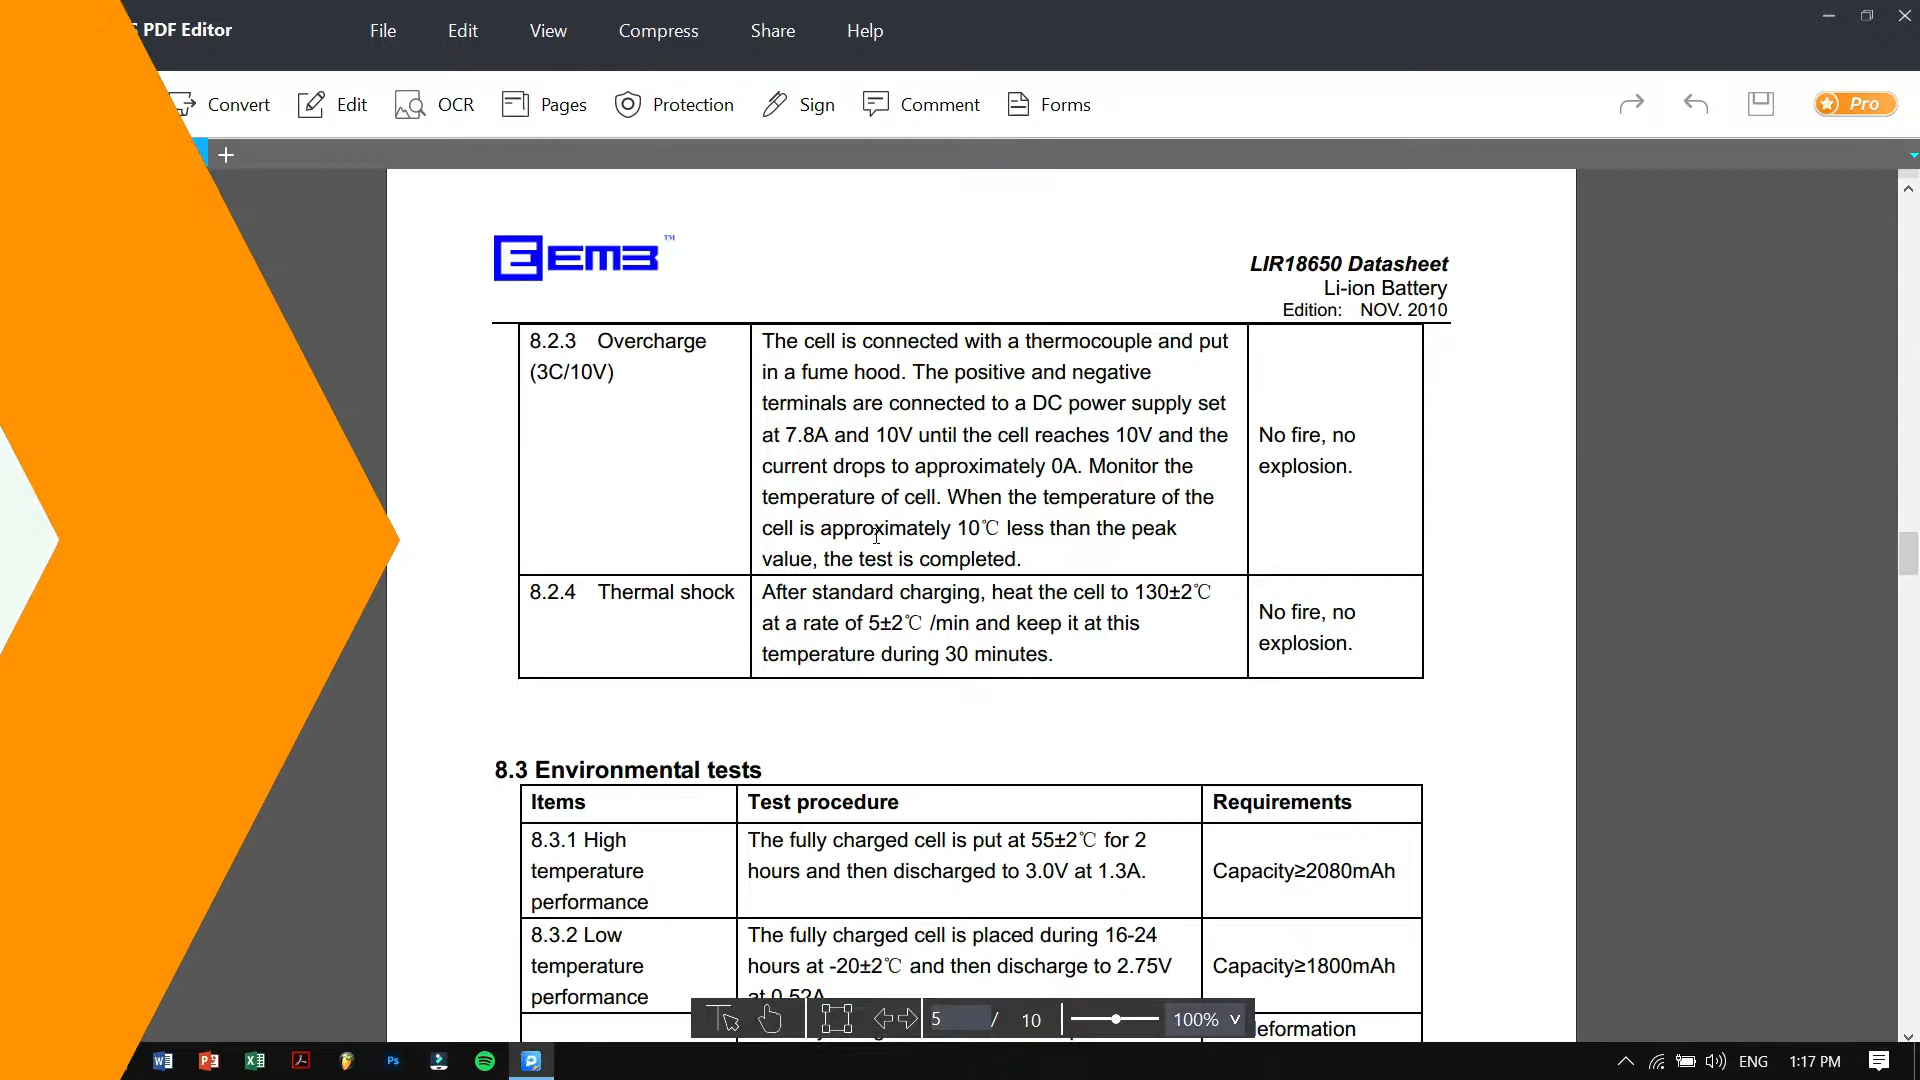 PDF Editor
File Edit View Compress Share Help
Convert Edit OCR Pages Protection Sign Comment Forms Pro
EEMB™
LIR18650 Datasheet
Li-ion Battery
Edition: NOV. 2010
8.2.3 Overcharge
(3C/10V)
The cell is connected with a thermocouple and put
in a fume hood. The positive and negative
terminals are connected to a DC power supply set
at 7.8A and 10V until the cell reaches 10V and the
current drops to approximately 0A. Monitor the
temperature of cell. When the temperature of the
cell is approximately 10℃ less than the peak
value, the test is completed.
No fire, no
explosion.
8.2.4 Thermal shock
After standard charging, heat the cell to 130±2℃
at a rate of 5±2℃ /min and keep it at this
temperature during 30 minutes.
No fire, no
explosion.
8.3 Environmental tests
Items Test procedure Requirements
8.3.1 High
temperature
performance
The fully charged cell is put at 55±2℃ for 2
hours and then discharged to 3.0V at 1.3A.
Capacity≥2080mAh
8.3.2 Low
temperature
performance
The fully charged cell is placed during 16-24
hours at -20±2℃ and then discharge to 2.75V
at 0.52A
Capacity≥1800mAh
eformation
5 / 10 100%
ENG 1:17 PM